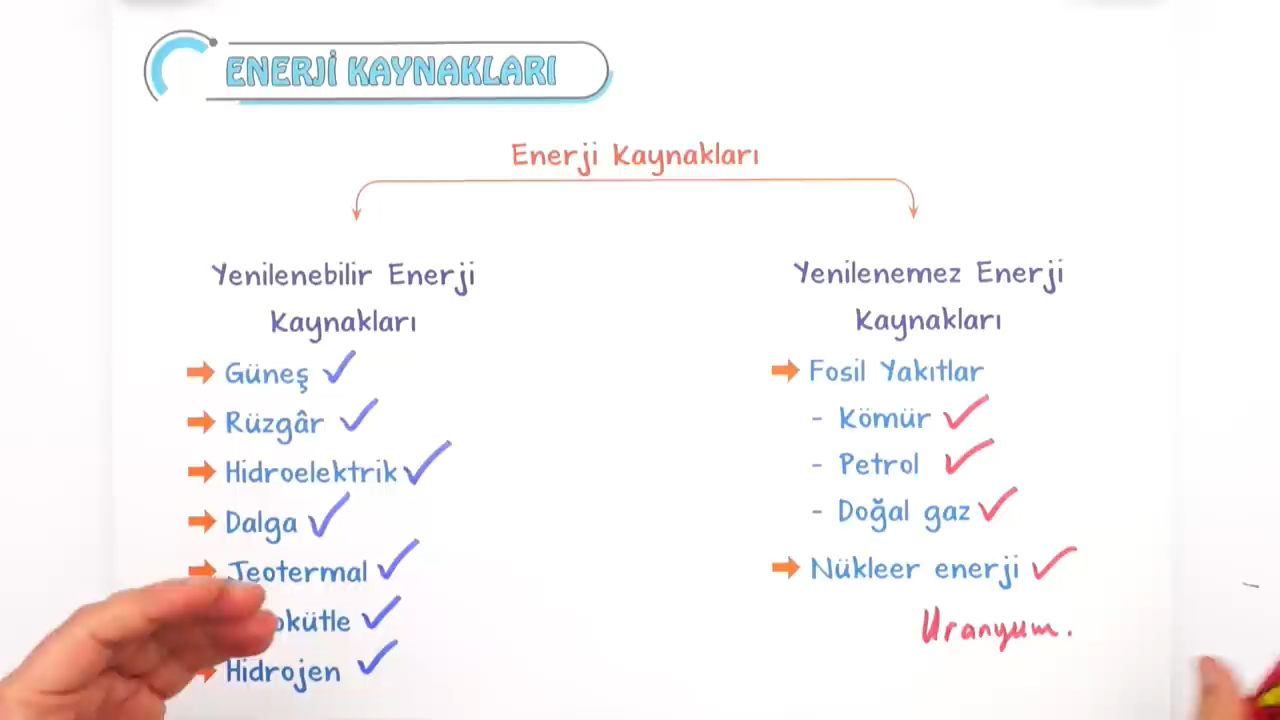 ENERJİ KAYNAKLARI
Enerji Kaynakları
Yenilenebilir Enerji
Kaynakları
Güneş
Rüzgâr
Hidroelektrik
Dalga
Jeotermal
Hidrojen
Yenilenemez Enerji
Kaynakları
Fosil Yakıtlar
- Kömür
- Petrol
- Doğal gaz
Nükleer enerji
Uranyum.